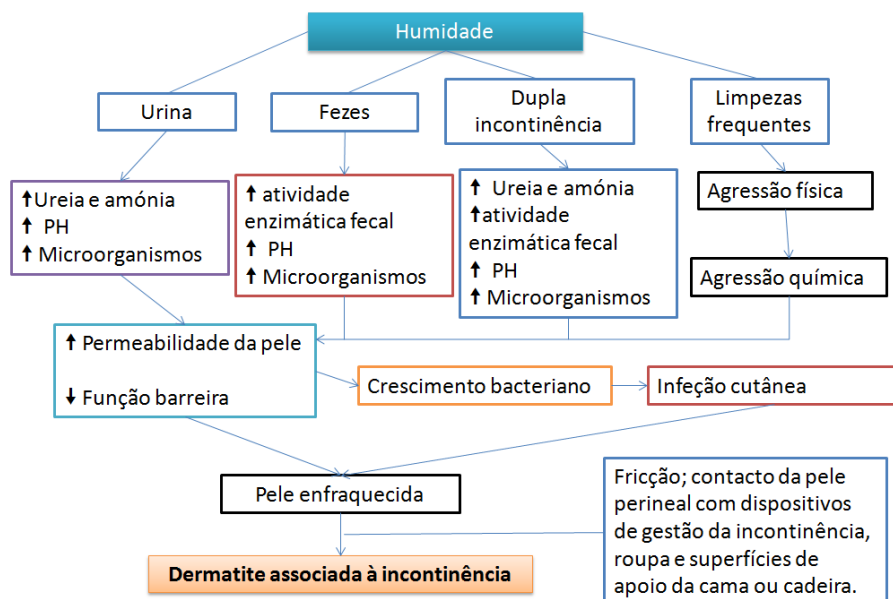 Humidade
Urina
Fezes
Dupla
incontinência
Limpezas
frequentes
↑Ureia e amónia
↑ PH
↑ Microorganismos
↑ atividade
enzimática fecal
↑ PH
↑ Microorganismos
↑ Ureia e amónia
↑atividade
enzimática fecal
↑ PH
↑ Microorganismos
Agressão física
Agressão química
↑ Permeabilidade da pele
↓ Função barreira
Crescimento bacteriano
Infeção cutânea
Pele enfraquecida
Fricção; contacto da pele
perineal com dispositivos
de gestão da incontinência,
roupa e superfícies de
apoio da cama ou cadeira.
Dermatite associada à incontinência